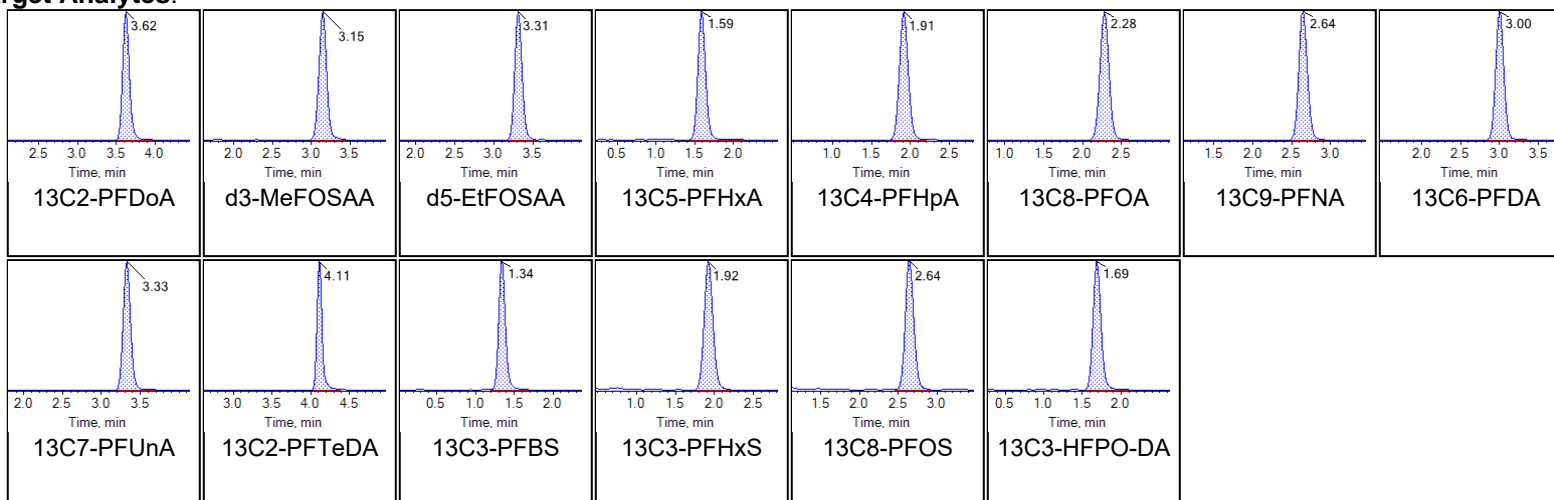 rget Analytes:
3.62 3.15 3.31 1.59 1.91 2.28 2.64 3.00
2.5 3.0 3.5 4.0 2.0 2.5 3.0 3.5 2.0 2.5 3.0 3.5 0.5 1.0 1.5 2.0 1.0 1.5 2.0 2.5 1.0 1.5 2.0 2.5 1.5 2.0 2.5 3.0 2.0 2.5 3.0 3.5
Time, min Time, min Time, min Time, min Time, min Time, min Time, min Time, min
13C2-PFDoA d3-MeFOSAA d5-EtFOSAA 13C5-PFHxA 13C4-PFHpA 13C8-PFOA 13C9-PFNA 13C6-PFDA
3.33 4.11 1.34 1.92 2.64 1.69
2.0 2.5 3.0 3.5 3.0 3.5 4.0 4.5 0.5 1.0 1.5 2.0 1.0 1.5 2.0 2.5 1.5 2.0 2.5 3.0 0.5 1.0 1.5 2.0
Time, min Time, min Time, min Time, min Time, min Time, min
13C7-PFUnA 13C2-PFTeDA 13C3-PFBS 13C3-PFHxS 13C8-PFOS 13C3-HFPO-DA